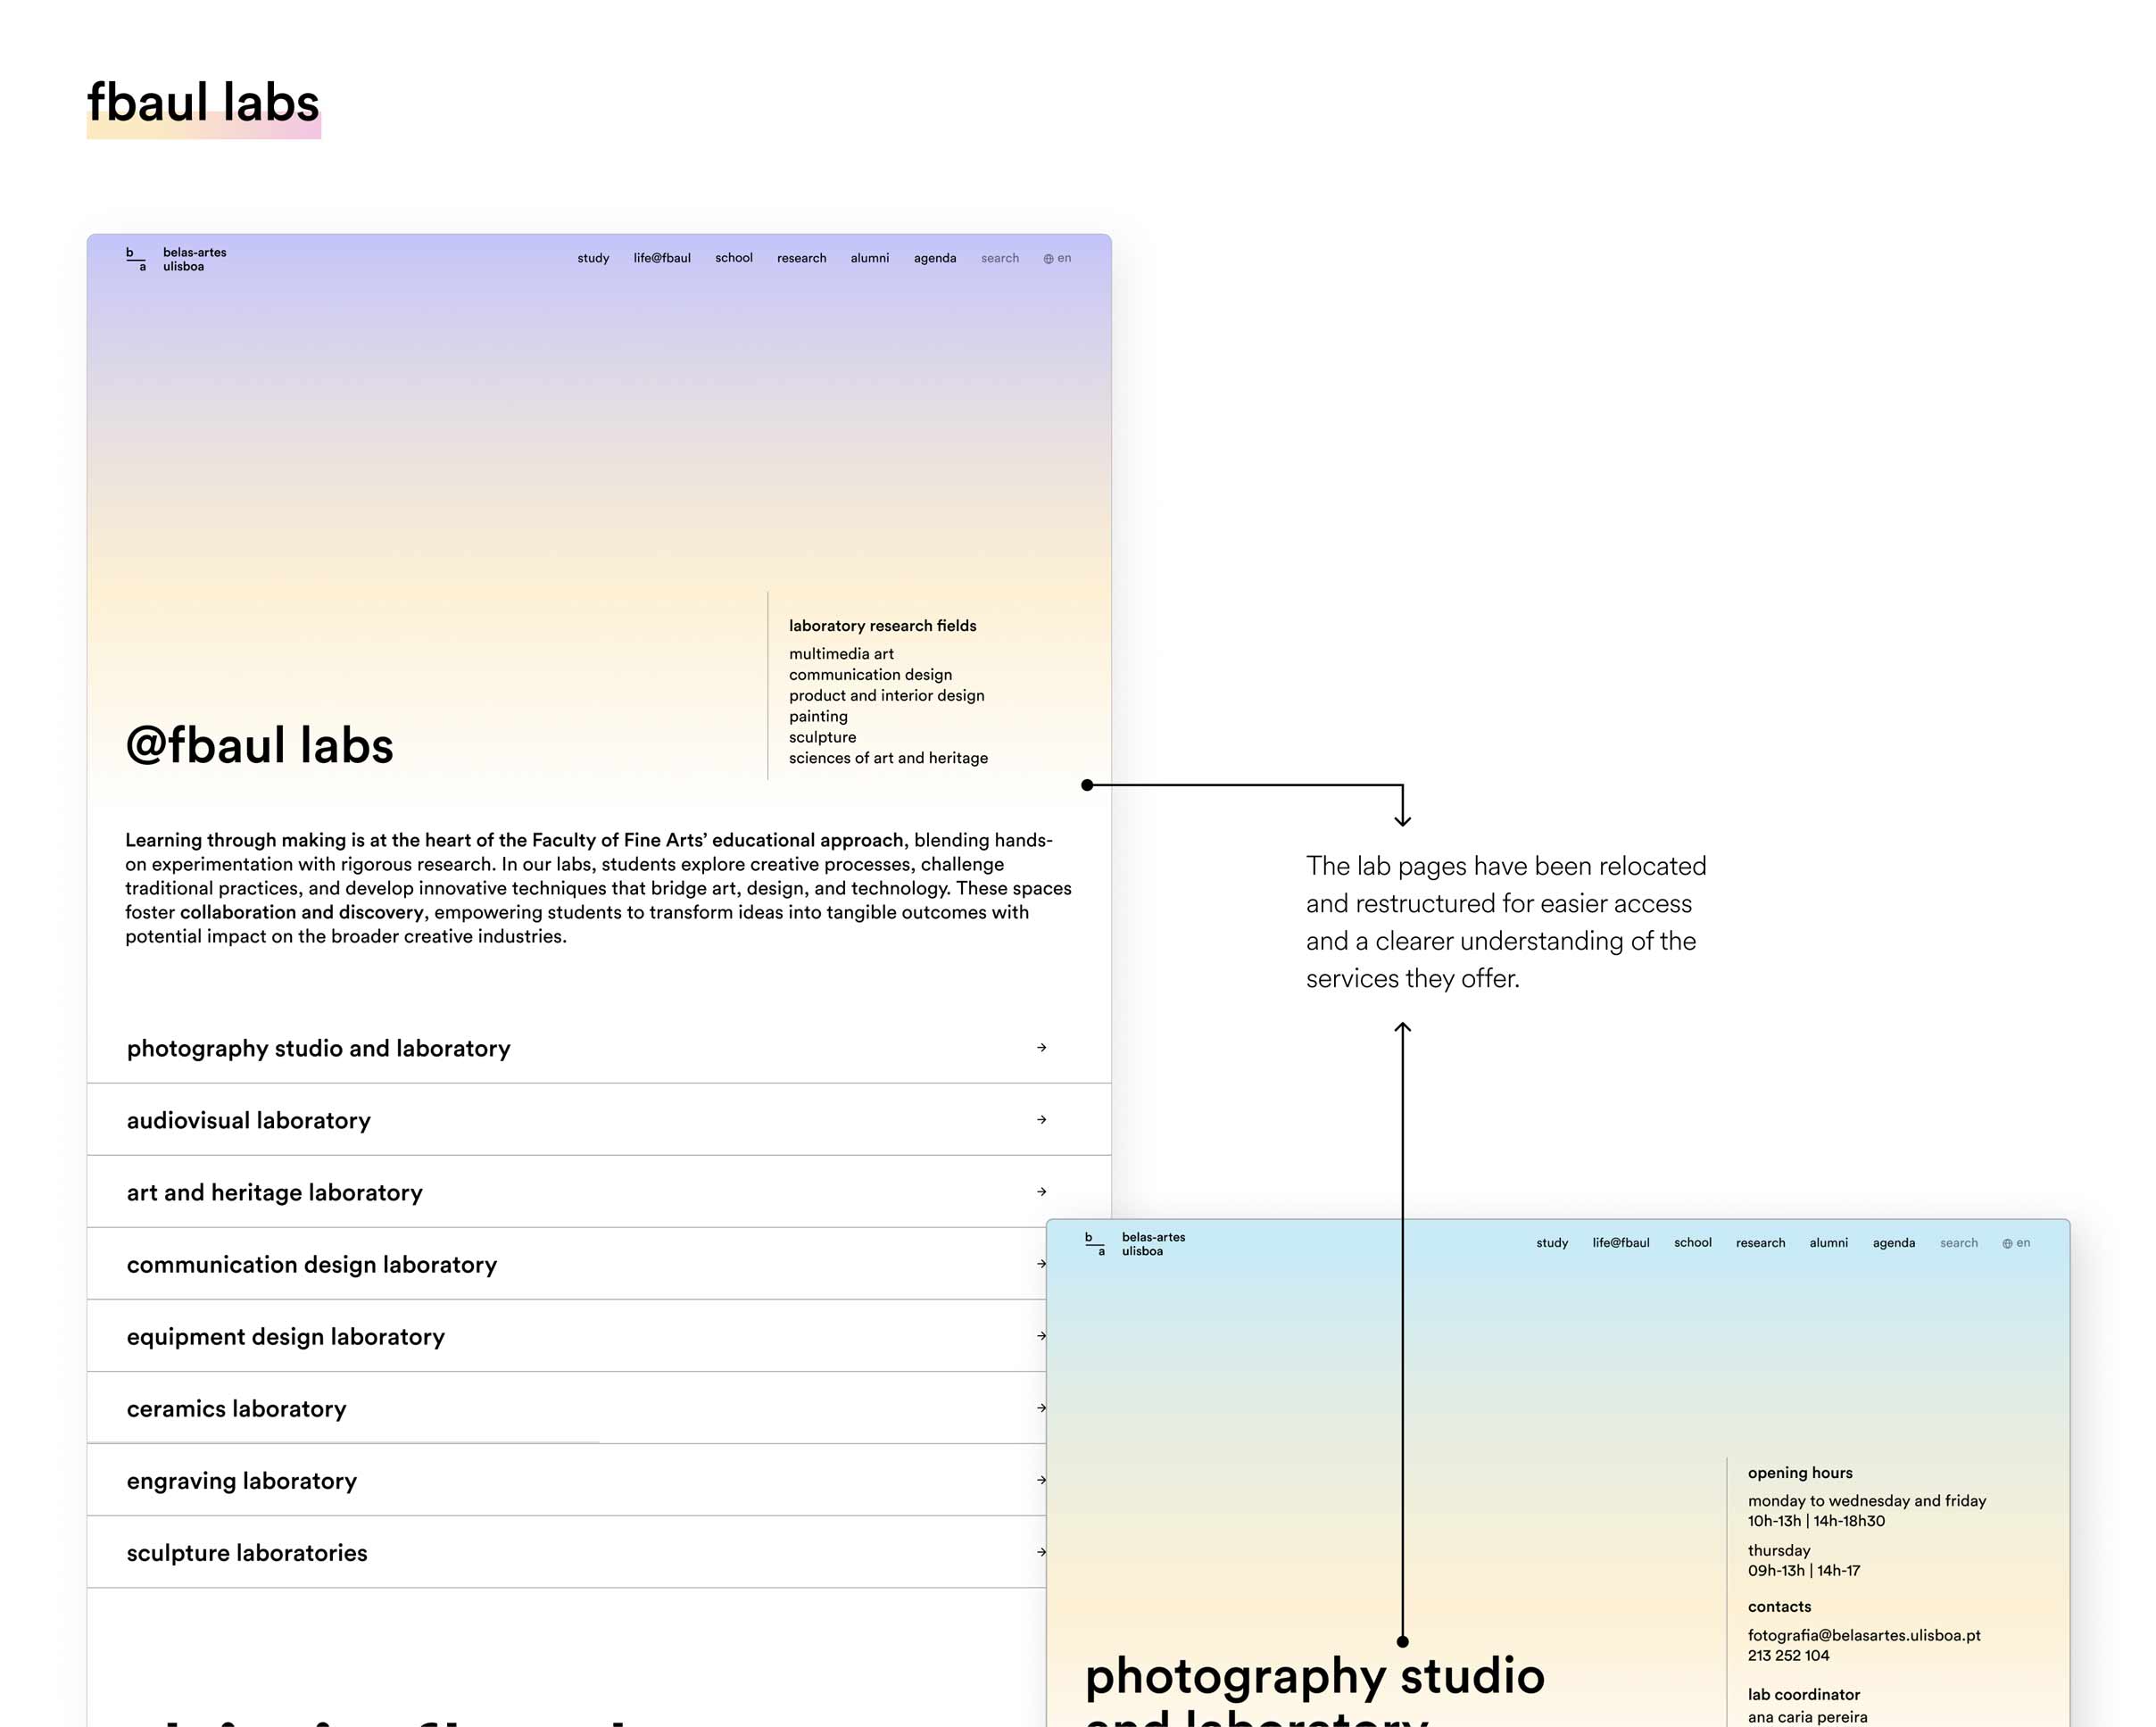 fbaul labs
b
a
belas-artes
ulisboa
study life@fbaul school research alumni agenda search en
laboratory research fields
multimedia art
communication design
product and interior design
painting
sculpture
sciences of art and heritage
@fbaul labs
Learning through making is at the heart of the Faculty of Fine Arts’ educational approach, blending hands-
on experimentation with rigorous research. In our labs, students explore creative processes, challenge
traditional practices, and develop innovative techniques that bridge art, design, and technology. These spaces
foster collaboration and discovery, empowering students to transform ideas into tangible outcomes with
potential impact on the broader creative industries.
The lab pages have been relocated
and restructured for easier access
and a clearer understanding of the
services they offer.
photography studio and laboratory
audiovisual laboratory
art and heritage laboratory
communication design laboratory
equipment design laboratory
ceramics laboratory
engraving laboratory
sculpture laboratories
b
a
belas-artes
ulisboa
study life@fbaul school research alumni agenda search en
opening hours
monday to wednesday and friday
10h-13h | 14h-18h30
thursday
09h-13h | 14h-17
contacts
fotografia@belasartes.ulisboa.pt
213 252 104
lab coordinator
ana caria pereira
photography studio
and laboratory